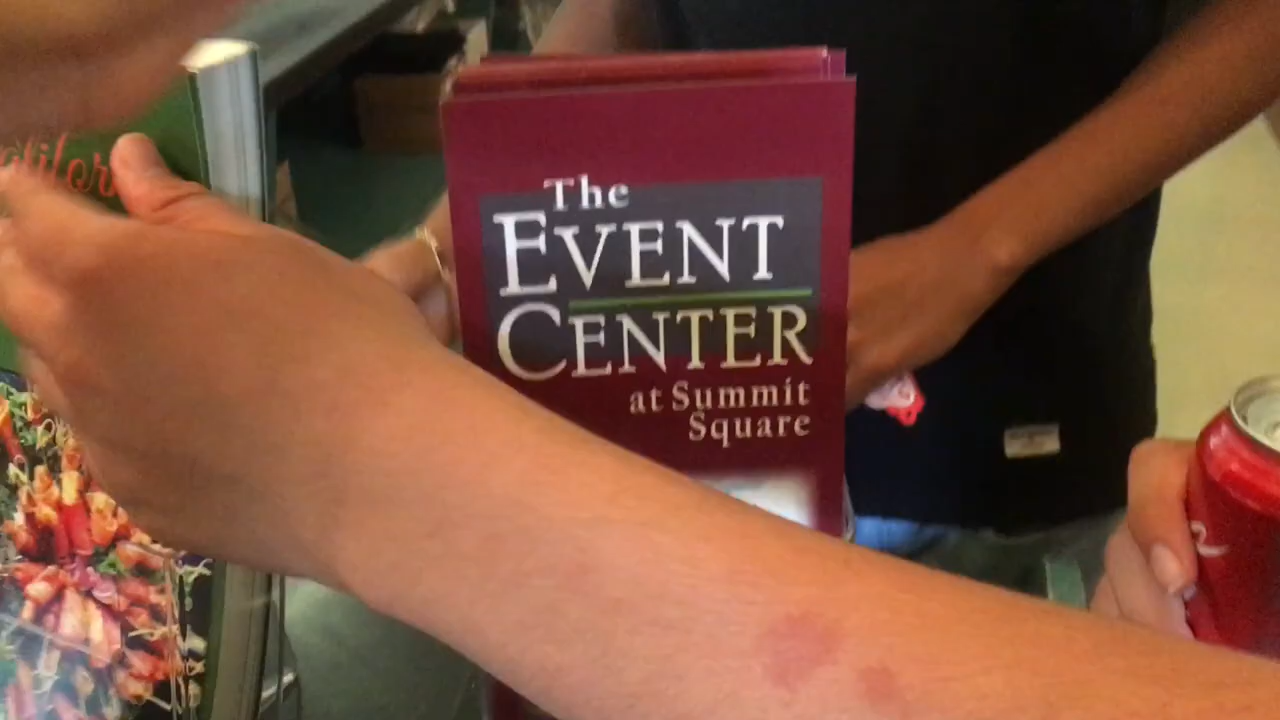 The
EVENT
CENTER
at Summit
Square